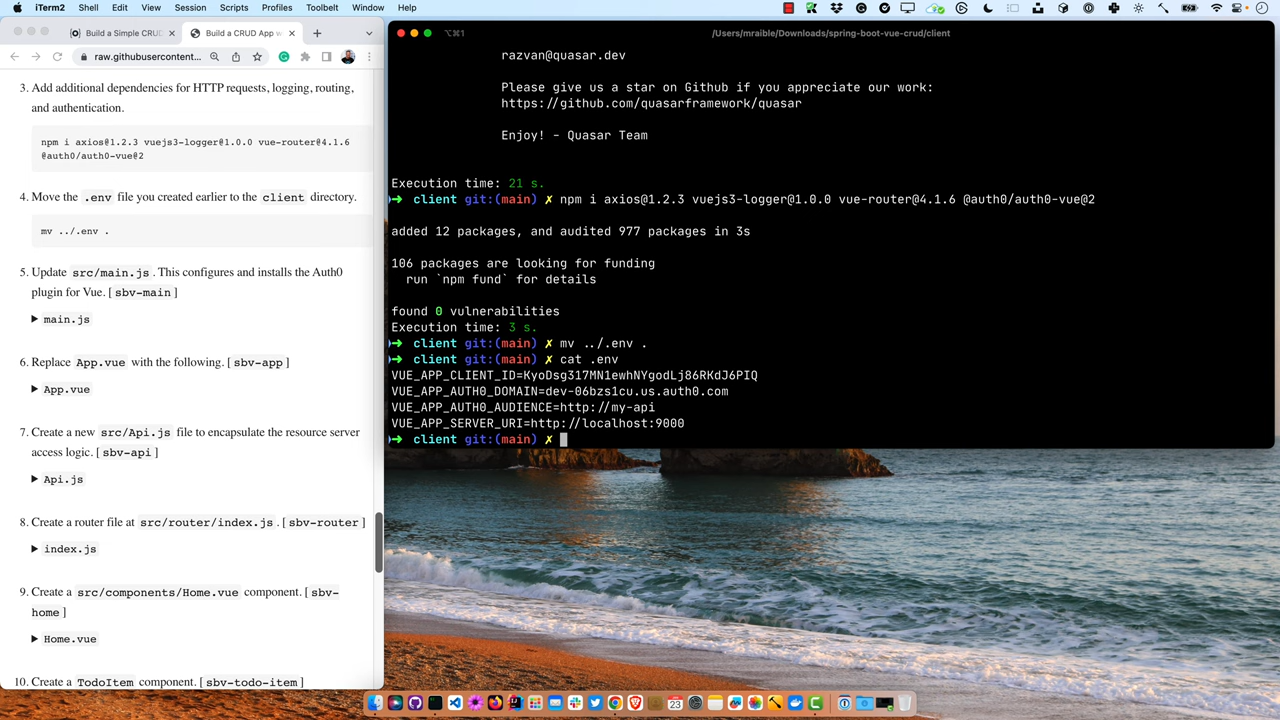 iTerm2 Shell Edit View Session Scripts Profiles Toolbelt Window Help
Build a Simple CRUD
Build a CRUD App w
raw.githubusercontent...
3. Add additional dependencies for HTTP requests, logging, routing,
and authentication.
npm i axios@1.2.3 vuejs3-logger@1.0.0 vue-router@4.1.6
@auth0/auth0-vue@2
4. Move the .env file you created earlier to the client directory.
mv ../.env .
5. Update src/main.js. This configures and installs the Auth0
plugin for Vue. [sbv-main]
▶ main.js
6. Replace App.vue with the following. [sbv-app]
▶ App.vue
7. Create a new src/Api.js file to encapsulate the resource server
access logic. [sbv-api]
▶ Api.js
8. Create a router file at src/router/index.js. [sbv-router]
▶ index.js
9. Create a src/components/Home.vue component. [sbv-
home]
▶ Home.vue
10. Create a TodoItem component. [sbv-todo-item]
⌥⌘1 /Users/mraible/Downloads/spring-boot-vue-crud/client
razvan@quasar.dev
Please give us a star on Github if you appreciate our work:
https://github.com/quasarframework/quasar
Enjoy! - Quasar Team
Execution time: 21 s.
➜ client git:(main) ✗ npm i axios@1.2.3 vuejs3-logger@1.0.0 vue-router@4.1.6 @auth0/auth0-vue@2
added 12 packages, and audited 977 packages in 3s
106 packages are looking for funding
run `npm fund` for details
found 0 vulnerabilities
Execution time: 3 s.
➜ client git:(main) ✗ mv ../.env .
➜ client git:(main) ✗ cat .env
VUE_APP_CLIENT_ID=KyoDsg317MN1ewhNYgodLj86RKdJ6PIQ
VUE_APP_AUTH0_DOMAIN=dev-06bzs1cu.us.auth0.com
VUE_APP_AUTH0_AUDIENCE=http://my-api
VUE_APP_SERVER_URI=http://localhost:9000
➜ client git:(main) ✗
23